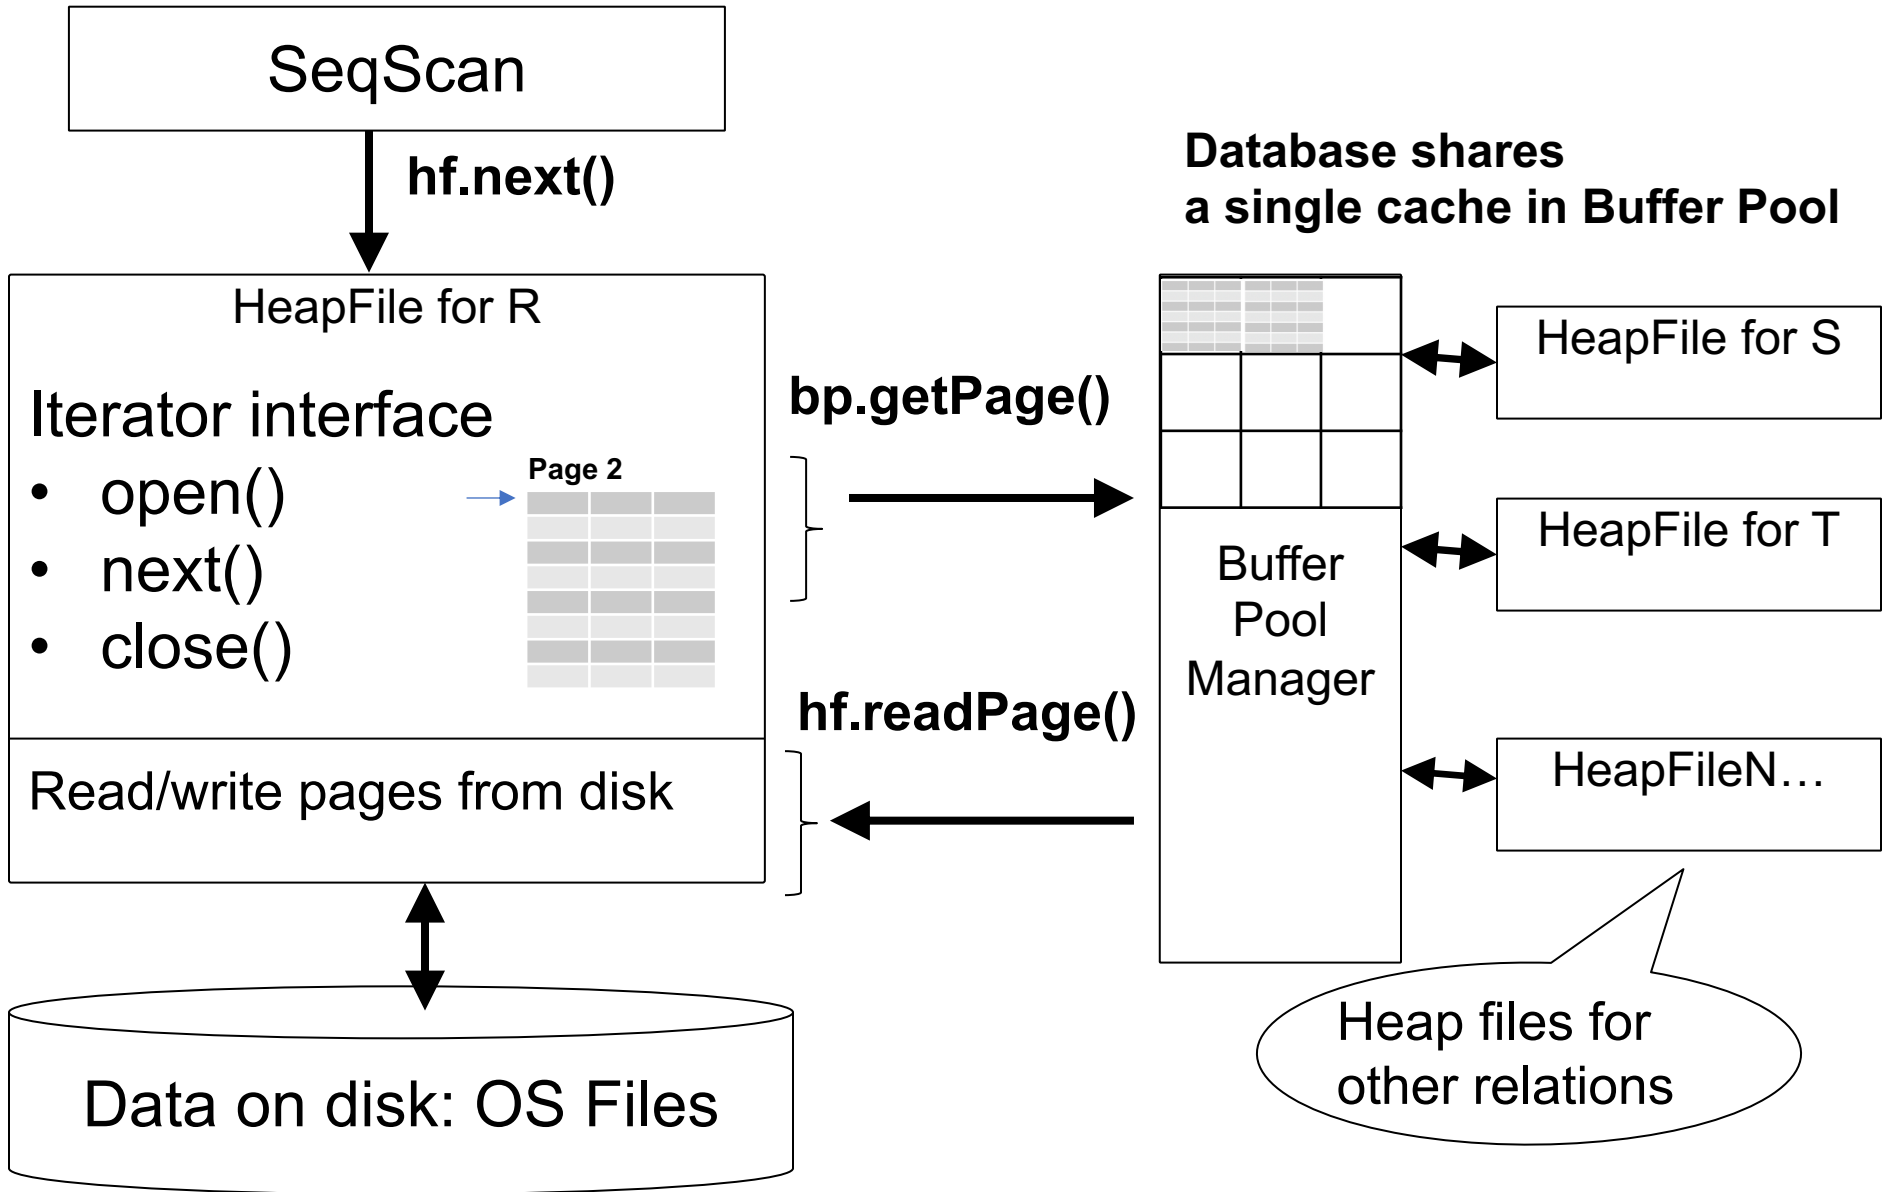 SeqScan
hf.next()
Database shares
a single cache in Buffer Pool
HeapFile for R
Iterator interface
• open()
• next()
• close()
Page 2
bp.getPage()
hf.readPage()
Read/write pages from disk
Data on disk: OS Files
Buffer
Pool
Manager
HeapFile for S
HeapFile for T
HeapFileN…
Heap files for
other relations